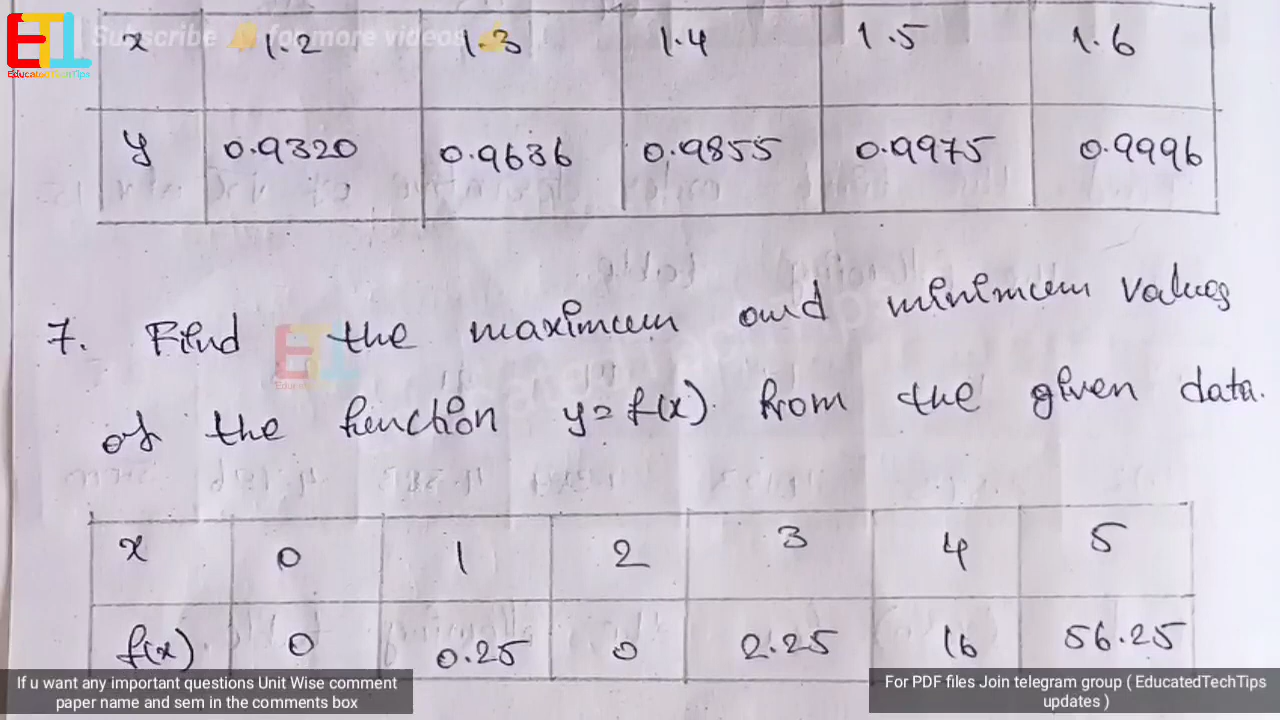 ETL
EducatedTechTips
Subscribe 👍 for more videos 👍
x 1.2 1.3 1.4 1.5 1.6
y 0.9320 0.9636 0.9855 0.9975 0.9996
7. Find the maximum and minimum values
of the function y=f(x). from the given data.
x 0 1 2 3 4 5
f(x) 0 0.25 0 2.25 16 56.25
If u want any important questions Unit Wise comment
paper name and sem in the comments box
For PDF files Join telegram group ( EducatedTechTips
updates )